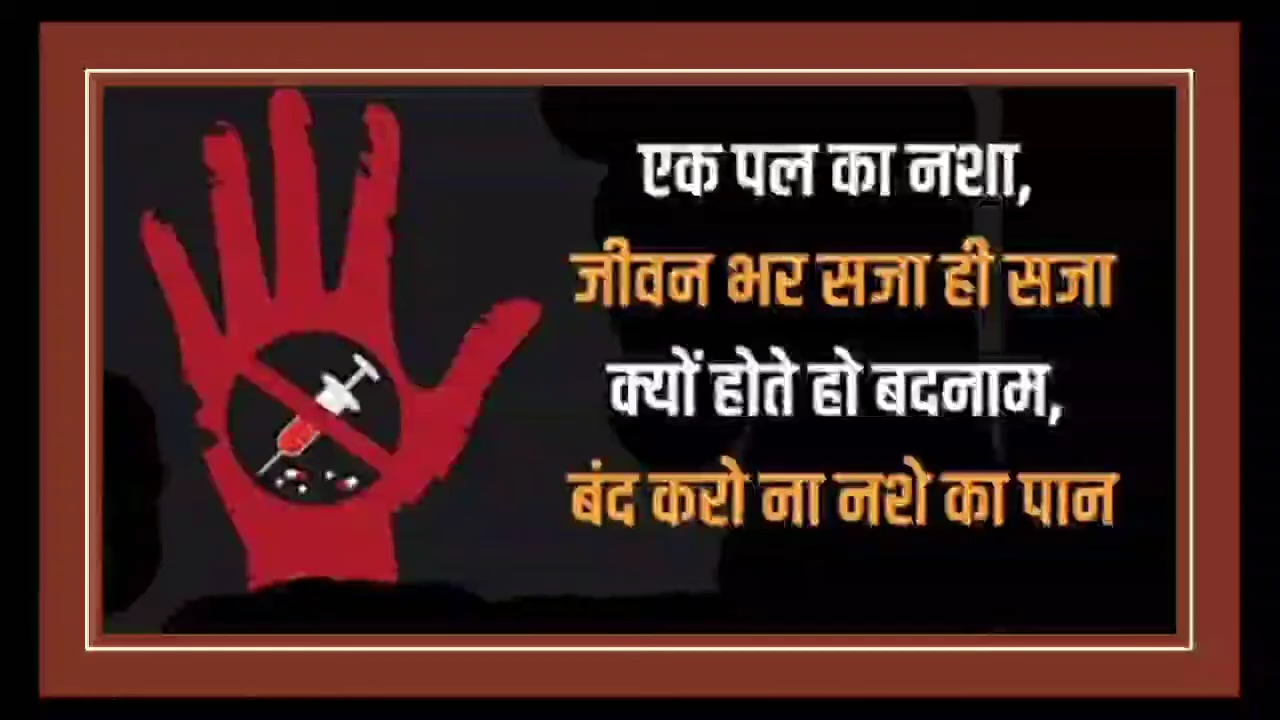 एक पल का नशा,
जीवन भर सजा ही सजा
क्यों होते हो बदनाम,
बंद करो ना नशे का पान